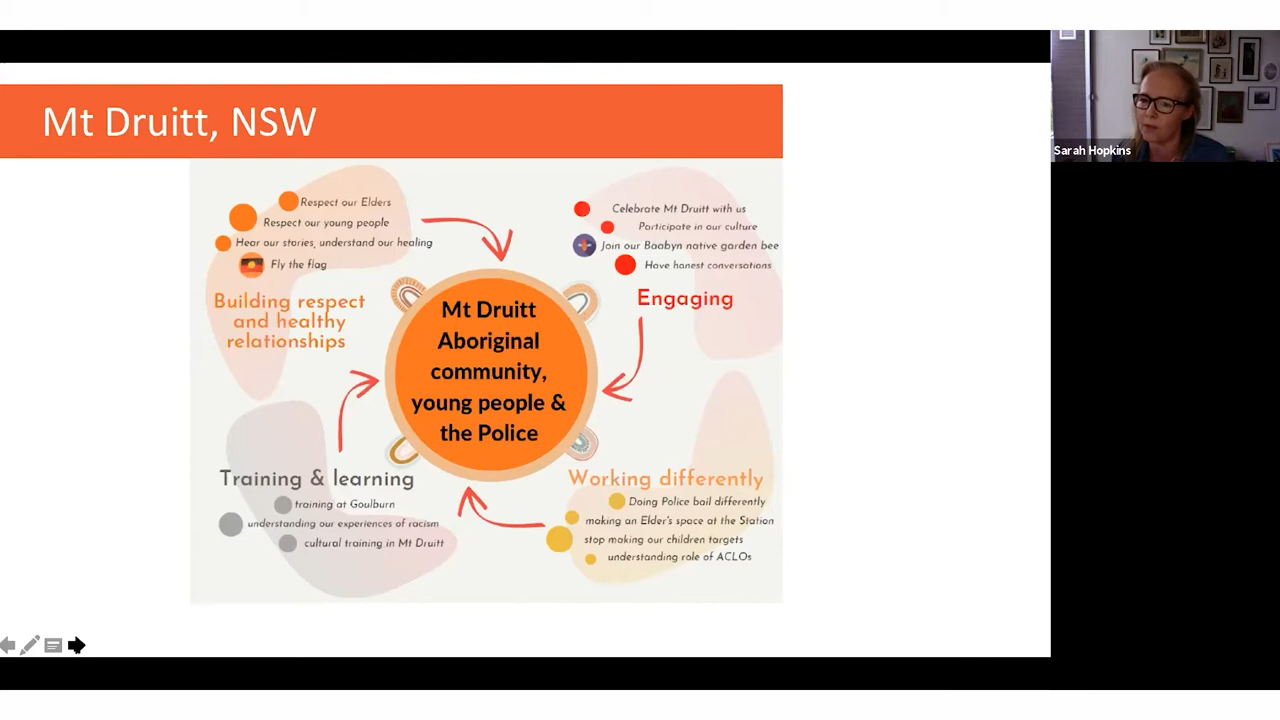 Mt Druitt, NSW
Sarah Hopkins
Respect our Elders
Respect our young people
Hear our stories, understand our healing
Fly the flag
Building respect
and healthy
relationships
Celebrate Mt Druitt with us
Participate in our culture
Join our Baabyn native garden bee
Have honest conversations
Engaging
Mt Druitt
Aboriginal
community,
young people &
the Police
Training & learning
training at Goulburn
understanding our experiences of racism
cultural training in Mt Druitt
Working differently
Doing Police bail differently
making an Elder's space at the Station
stop making our children targets
understanding role of ACLOs